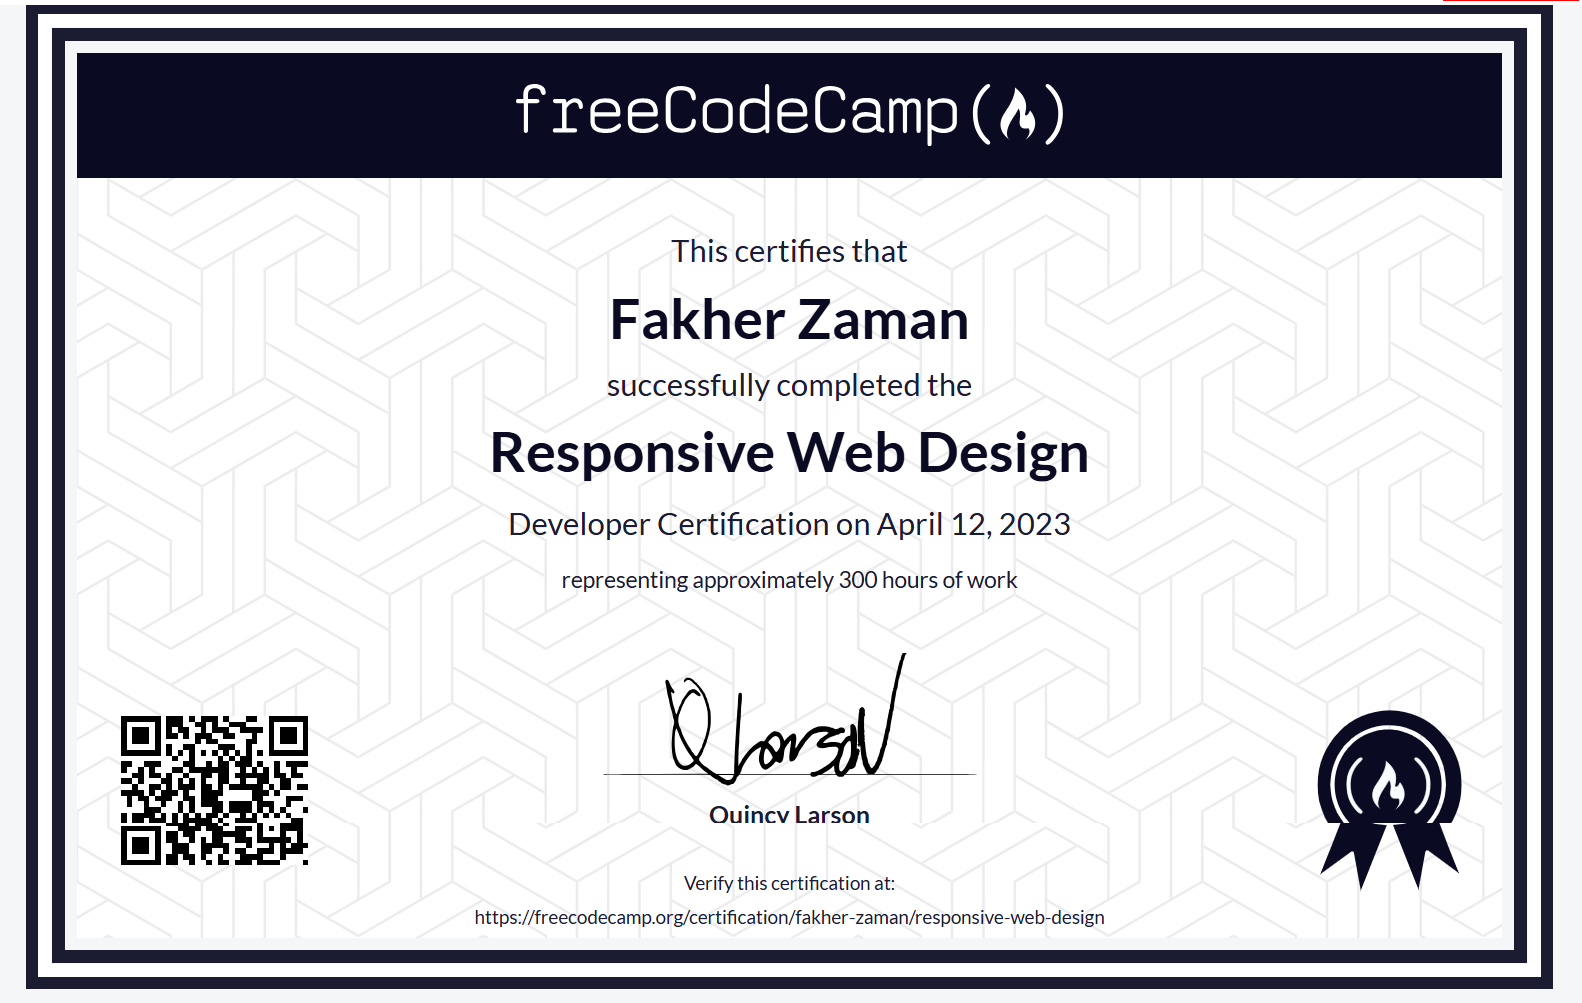 freeCodeCamp
This certifies that
Fakher Zaman
successfully completed the
Responsive Web Design
Developer Certification on April 12, 2023
representing approximately 300 hours of work
Q Larson
Quincy Larson
Verify this certification at:
https://freecodecamp.org/certification/fakher-zaman/responsive-web-design